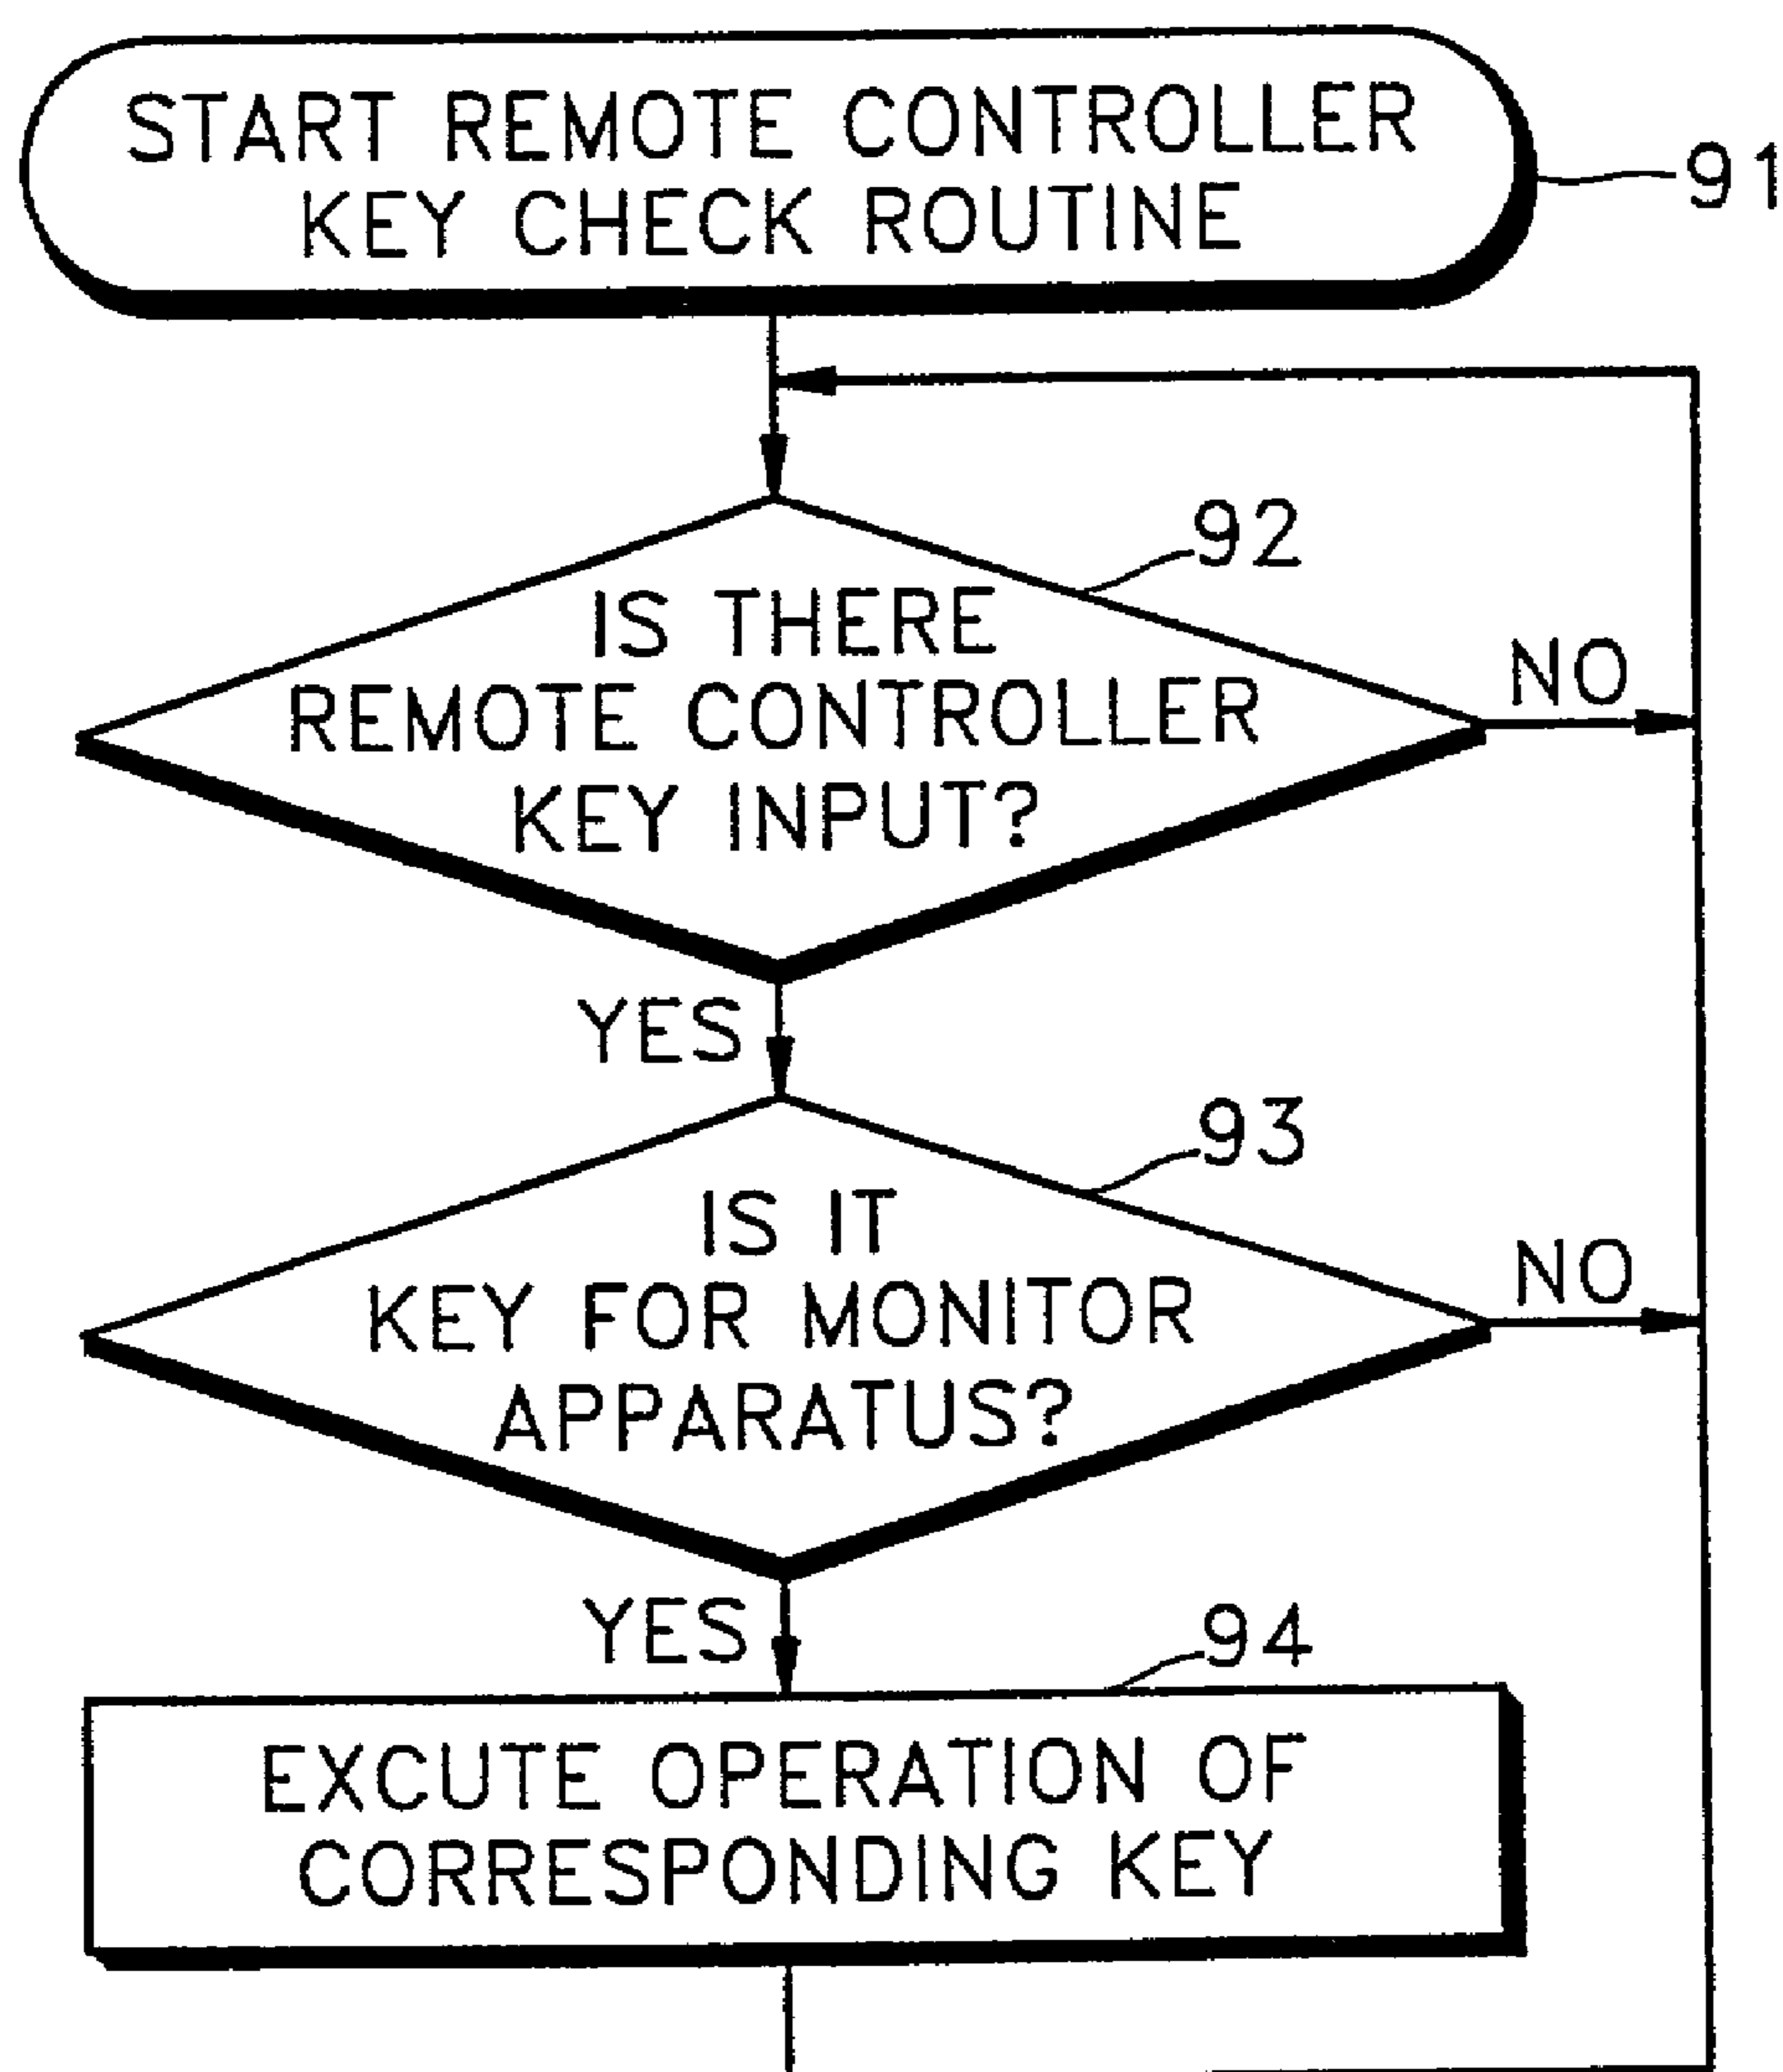 START REMOTE CONTROLLER
KEY CHECK ROUTINE
91
92
IS THERE
REMOTE CONTROLLER
KEY INPUT?
NO
YES
93
IS IT
KEY FOR MONITOR
APPARATUS?
NO
YES
94
EXCUTE OPERATION OF
CORRESPONDING KEY